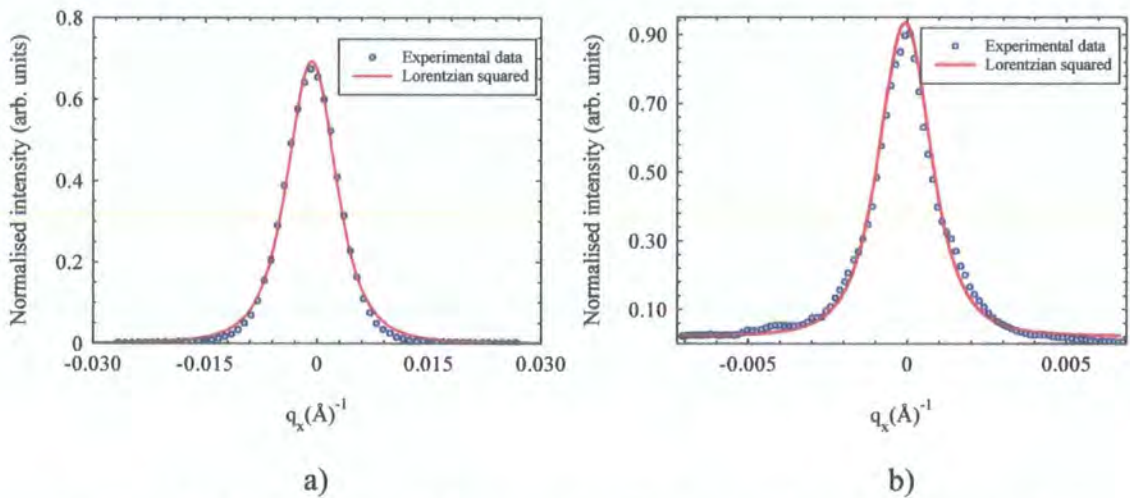 0.8
0.6
0.4
0.2
0
-0.030
-0.015
0
0.015
0.030
Normalised intensity (arb. units)
q_x(Å)^-1
Experimental data
Lorentzian squared
a)
0.90
0.70
0.50
0.30
0.10
-0.005
0
0.005
Normalised intensity (arb. units)
q_x(Å)^-1
Experimental data
Lorentzian squared
b)